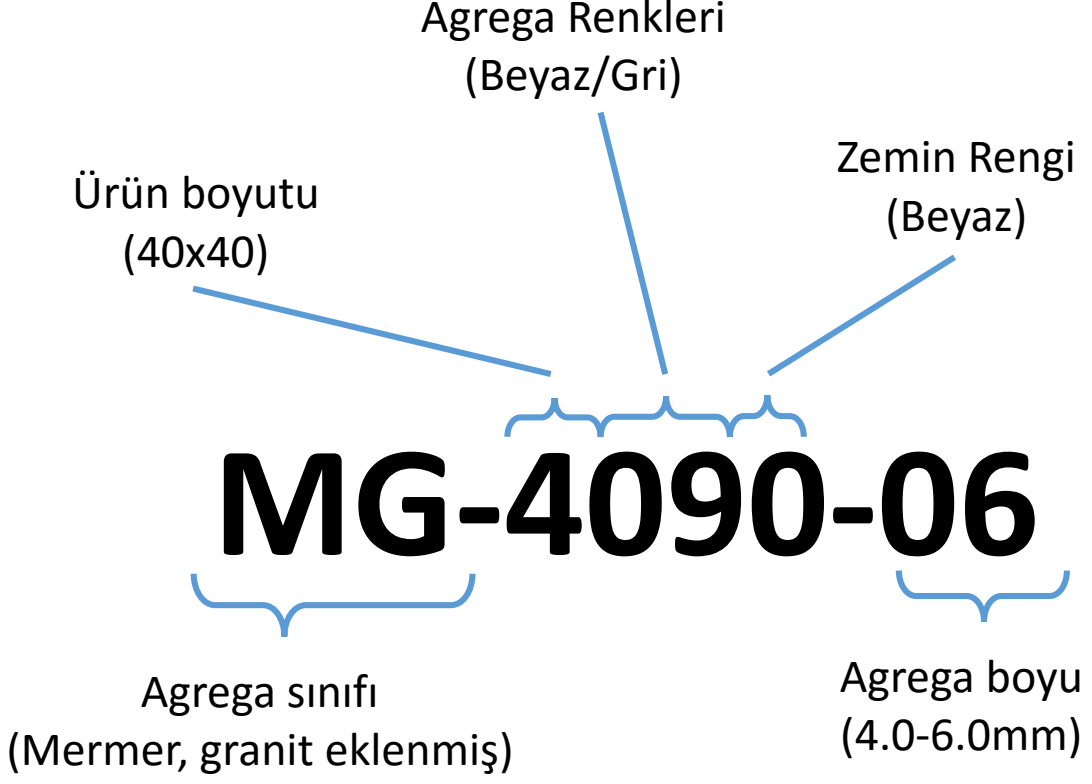 Agrega Renkleri
(Beyaz/Gri)
Zemin Rengi
(Beyaz)
Ürün boyutu
(40x40)
MG-4090-06
Agrega sınıfı
(Mermer, granit eklenmiş)
Agrega boyu
(4.0-6.0mm)